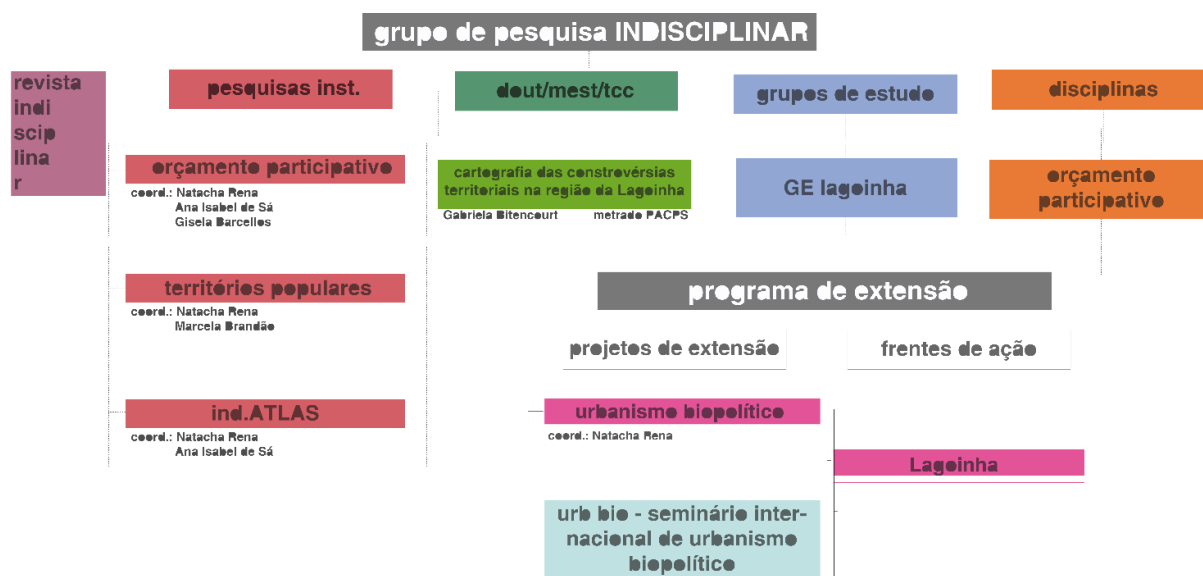 grupo de pesquisa INDISCIPLINAR
revista
indi
scip
lina
r
pesquisas inst.
orçamento participativo
coord.: Natacha Rena
Ana Isabel de Sá
Gisela Barcellos
territórios populares
coord.: Natacha Rena
Marcela Brandão
ind.ATLAS
coord.: Natacha Rena
Ana Isabel de Sá
dout/mest/tcc
cartografia das constrovérsias
territoriais na região da Lagoinha
Gabriela Bitencourt metrado PACPS
grupos de estudo
GE lagoinha
disciplinas
orçamento
participativo
programa de extensão
projetos de extensão
urbanismo biopolítico
coord.: Natacha Rena
urb bio - seminário inter-
nacional de urbanismo
biopolítico
frentes de ação
Lagoinha